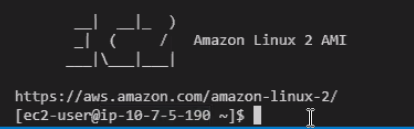 __|  __|_  )
_|  (     /   Amazon Linux 2 AMI
___|\___|___|
https://aws.amazon.com/amazon-linux-2/
[ec2-user@ip-10-7-5-190 ~]$